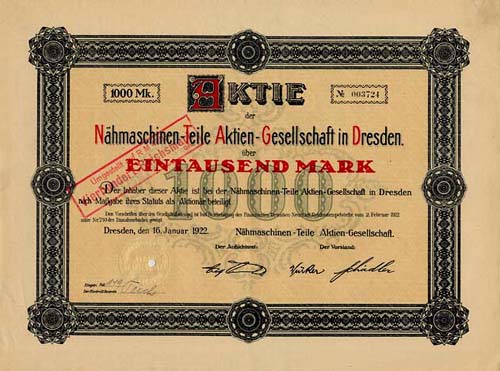 1000 Mk.
AKTIE
№ 003724
der
Nähmaschinen-Teile Aktien-Gesellschaft in Dresden.
über
EINTAUSEND MARK
1000
Umgestellt
Der Inhaber dieser Aktie ist bei der Nähmaschinen-Teile Aktien-Gesellschaft in Dresden
nach Maßgabe ihres Statuts als Aktionär beteiligt.
Dresden, den 16. Januar 1922.
Nähmaschinen-Teile Aktien-Gesellschaft.
Der Aufsichtsrat:
Der Vorstand: